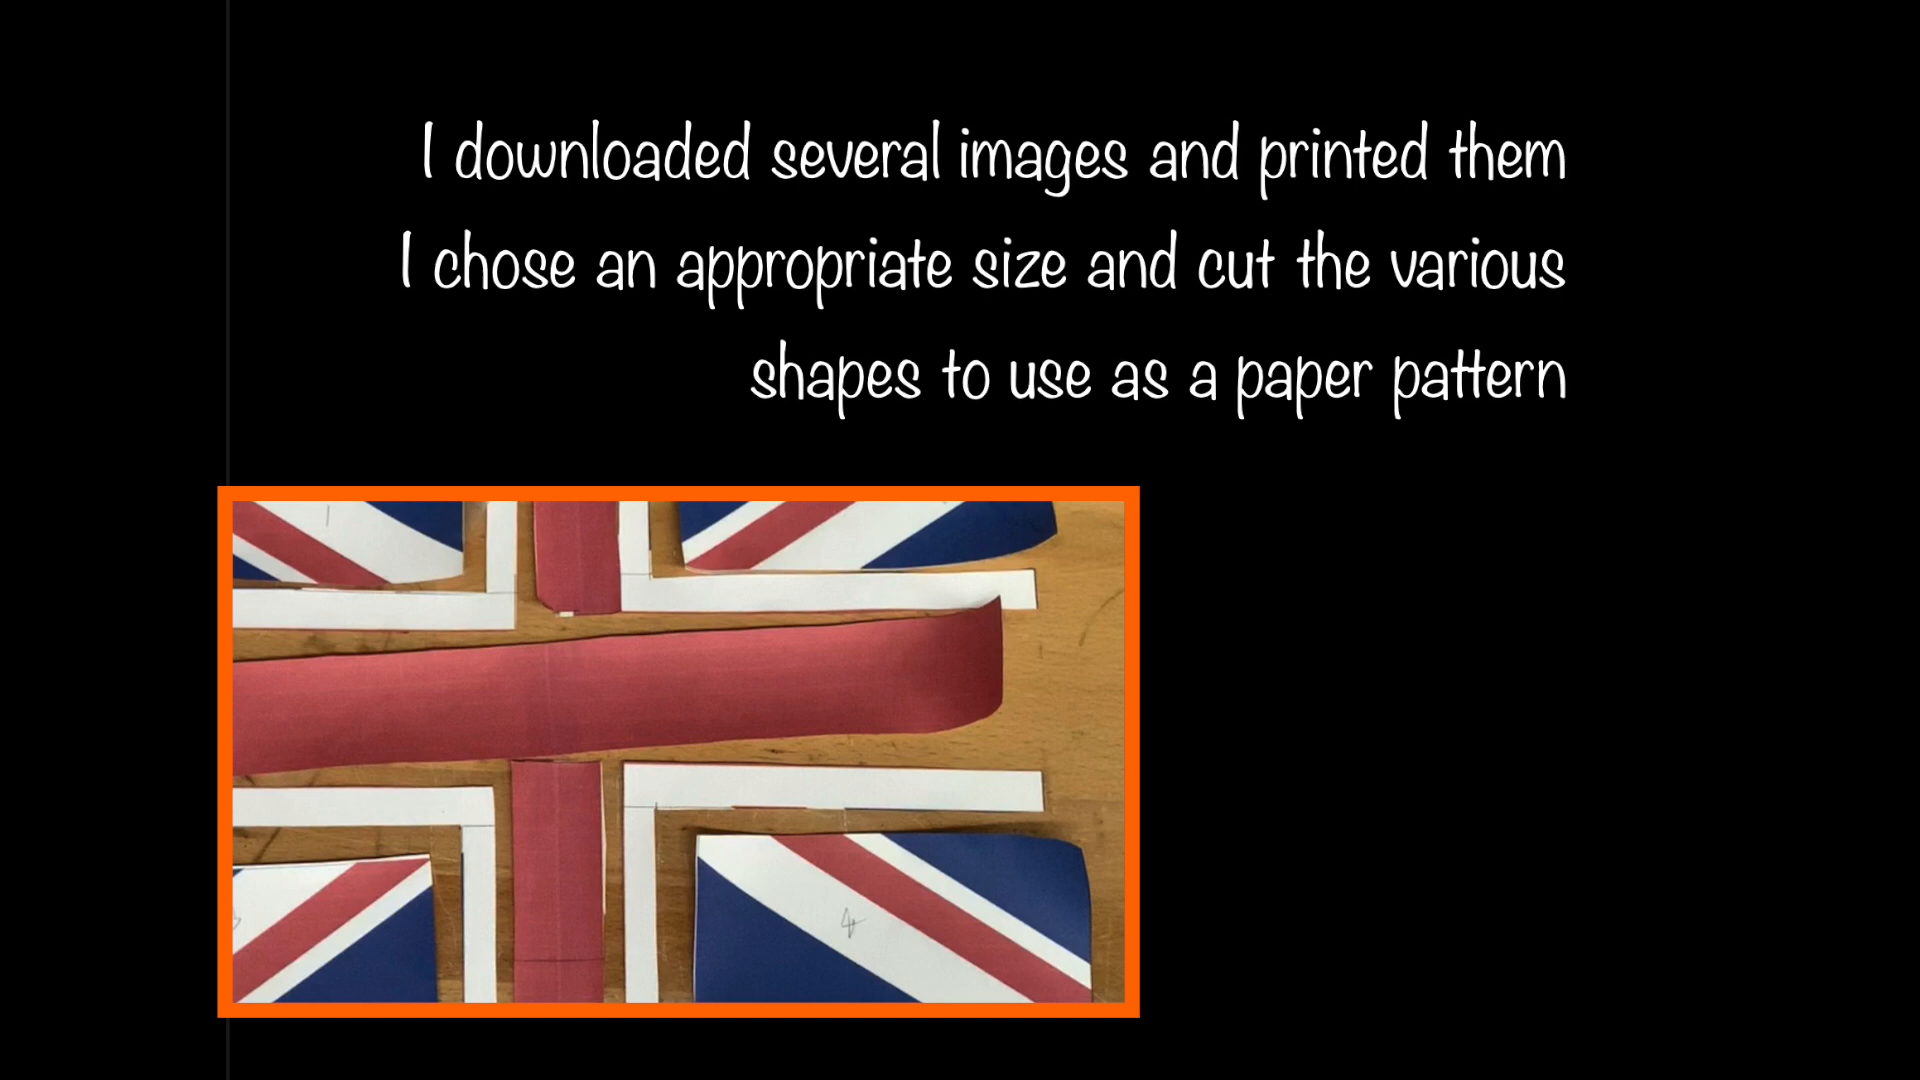 I downloaded several images and printed them
I chose an appropriate size and cut the various
shapes to use as a paper pattern
4